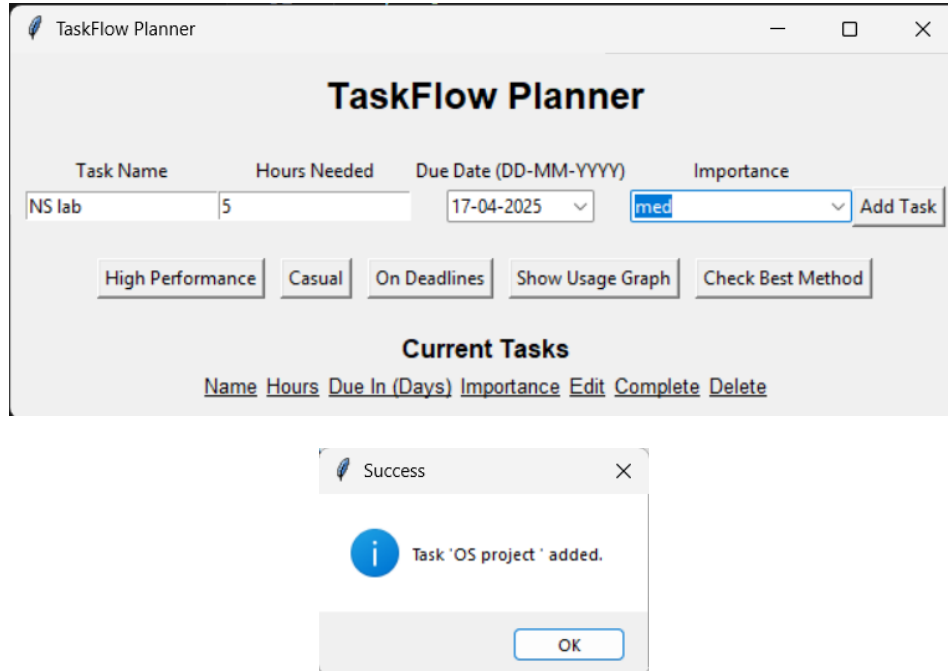 TaskFlow Planner
TaskFlow Planner
Task Name Hours Needed Due Date (DD-MM-YYYY) Importance
NS lab 5 17-04-2025 med Add Task
High Performance Casual On Deadlines Show Usage Graph Check Best Method
Current Tasks
Name Hours Due In (Days) Importance Edit Complete Delete
Success
Task 'OS project ' added.
OK